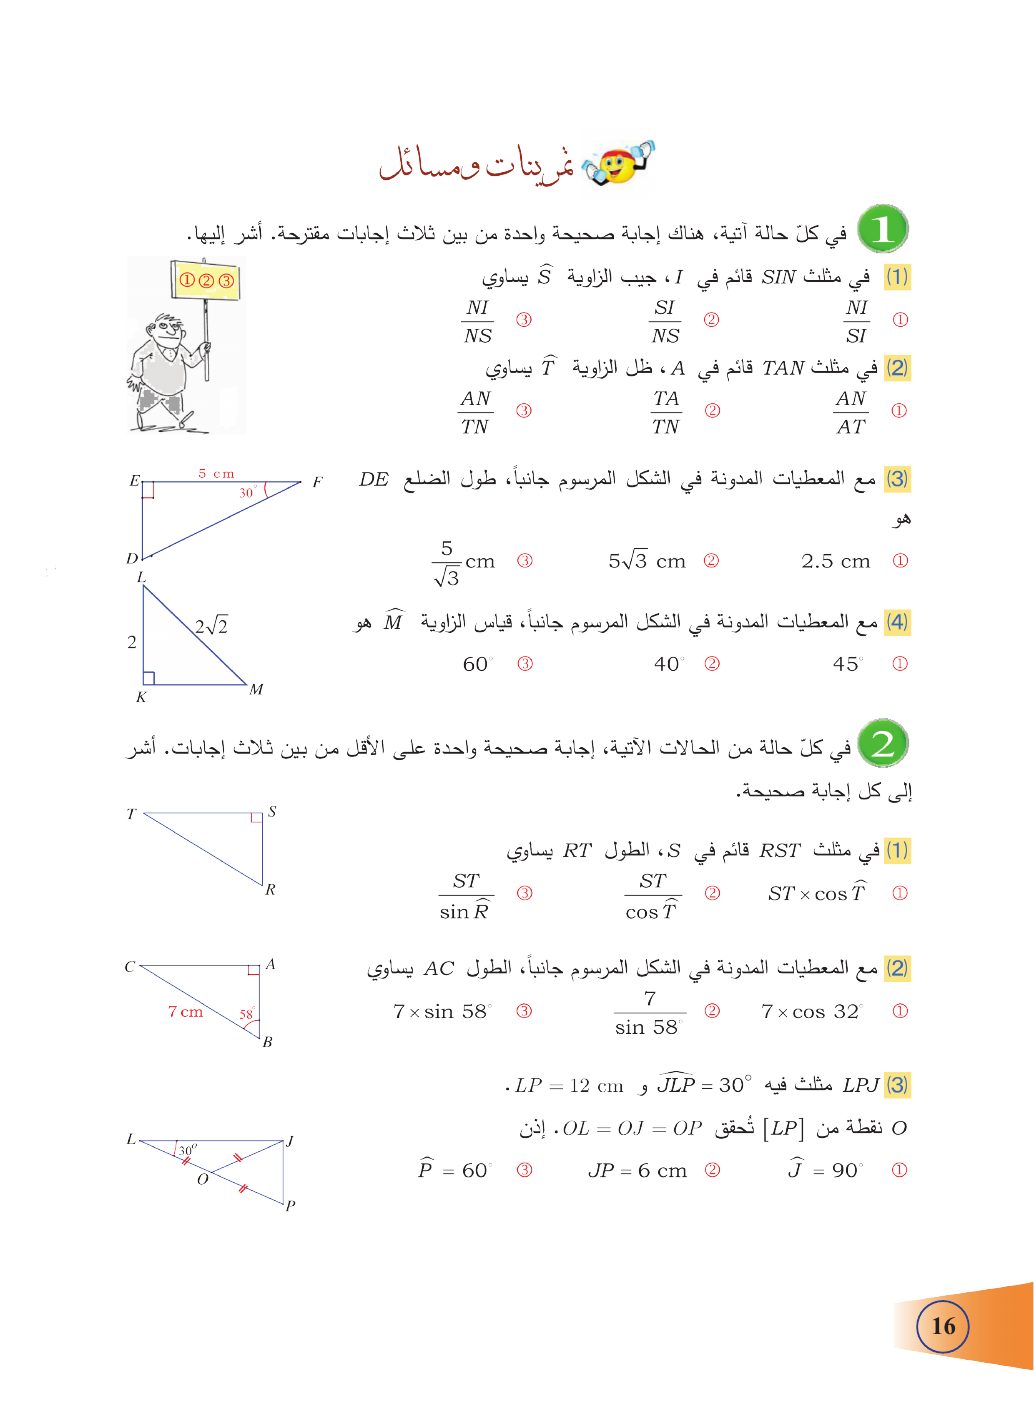 تمرينات ومسائل
1 في كلّ حالة آتية، هناك إجابة صحيحة واحدة من بين ثلاث إجابات مقترحة. أشر إليها.
① ② ③
(1) في مثلث SIN قائم في I، جيب الزاوية Ŝ يساوي
① NI/SI ② SI/NS ③ NI/NS
(2) في مثلث TAN قائم في A، ظل الزاوية T̂ يساوي
① AN/AT ② TA/TN ③ AN/TN
(3) مع المعطيات المدونة في الشكل المرسوم جانباً، طول الضلع DE
هو
① 2.5 cm ② 5√3 cm ③ 5/√3 cm
E 5 cm F
30°
D
(4) مع المعطيات المدونة في الشكل المرسوم جانباً، قياس الزاوية M̂ هو
① 45° ② 40° ③ 60°
L
2 2√2
K M
2 في كلّ حالة من الحالات الآتية، إجابة صحيحة واحدة على الأقل من بين ثلاث إجابات. أشر
إلى كل إجابة صحيحة.
T S
R
(1) في مثلث RST قائم في S، الطول RT يساوي
① ST × cos T̂ ② ST/cos T̂ ③ ST/sin R̂
(2) مع المعطيات المدونة في الشكل المرسوم جانباً، الطول AC يساوي
① 7 × cos 32° ② 7/sin 58° ③ 7 × sin 58°
C A
7 cm 58°
B
(3) LPJ مثلث فيه JLP̂ = 30° و LP = 12 cm.
O نقطة من [LP] تُحقق OL = OJ = OP. إذن
① Ĵ = 90° ② JP = 6 cm ③ P̂ = 60°
L J
30°
O
P
16